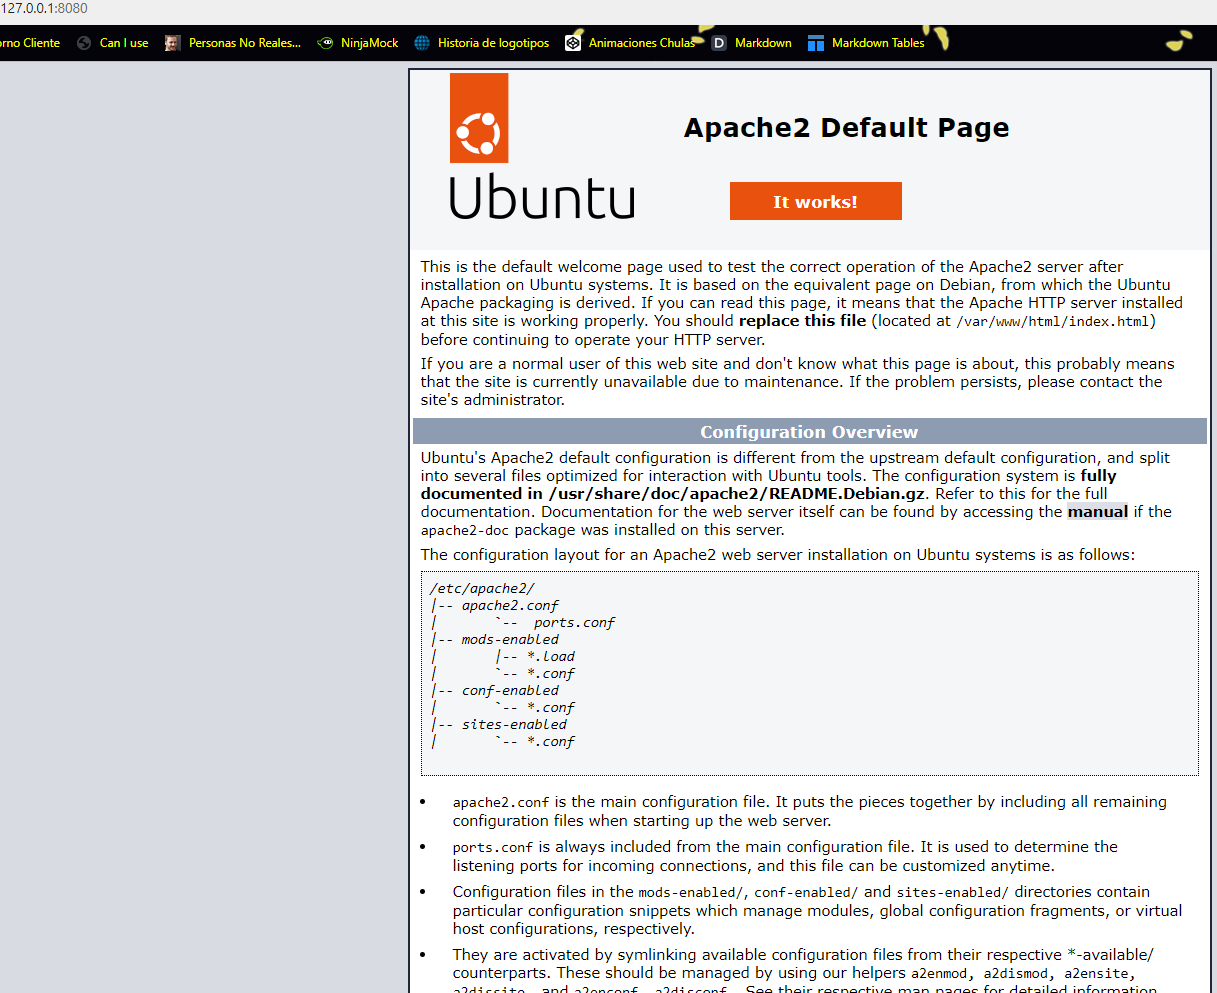 127.0.0.1:8080
orno Cliente Can I use Personas No Reales... NinjaMock Historia de logotipos Animaciones Chulas D Markdown Markdown Tables
Apache2 Default Page
Ubuntu
It works!
This is the default welcome page used to test the correct operation of the Apache2 server after
installation on Ubuntu systems. It is based on the equivalent page on Debian, from which the Ubuntu
Apache packaging is derived. If you can read this page, it means that the Apache HTTP server installed
at this site is working properly. You should replace this file (located at /var/www/html/index.html)
before continuing to operate your HTTP server.
If you are a normal user of this web site and don't know what this page is about, this probably means
that the site is currently unavailable due to maintenance. If the problem persists, please contact the
site's administrator.
Configuration Overview
Ubuntu's Apache2 default configuration is different from the upstream default configuration, and split
into several files optimized for interaction with Ubuntu tools. The configuration system is fully
documented in /usr/share/doc/apache2/README.Debian.gz. Refer to this for the full
documentation. Documentation for the web server itself can be found by accessing the manual if the
apache2-doc package was installed on this server.
The configuration layout for an Apache2 web server installation on Ubuntu systems is as follows:
/etc/apache2/
|-- apache2.conf
|       `--  ports.conf
|-- mods-enabled
|       |-- *.load
|       `-- *.conf
|-- conf-enabled
|       `-- *.conf
|-- sites-enabled
|       `-- *.conf
• apache2.conf is the main configuration file. It puts the pieces together by including all remaining
configuration files when starting up the web server.
• ports.conf is always included from the main configuration file. It is used to determine the
listening ports for incoming connections, and this file can be customized anytime.
• Configuration files in the mods-enabled/, conf-enabled/ and sites-enabled/ directories contain
particular configuration snippets which manage modules, global configuration fragments, or virtual
host configurations, respectively.
• They are activated by symlinking available configuration files from their respective *-available/
counterparts. These should be managed by using our helpers a2enmod, a2dismod, a2ensite,
a2dissite, and a2enconf, a2disconf . See their respective man pages for detailed information.